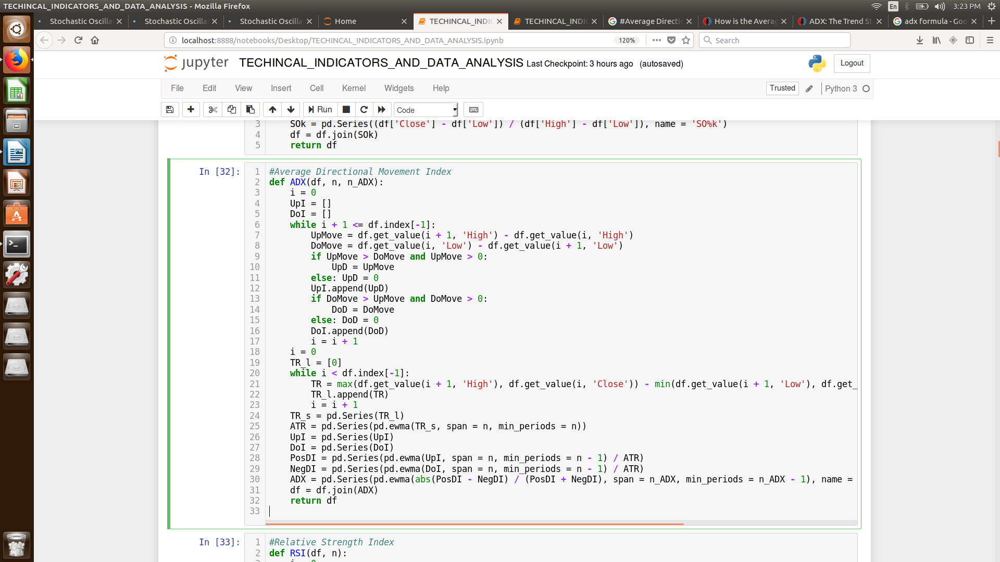 TECHINCAL_INDICATORS_AND_DATA_ANALYSIS - Mozilla Firefox
En
3:23 PM
Stochastic Oscilla
Stochastic Oscilla
Stochastic Oscilla
Home
TECHINCAL_INDIC
TECHINCAL_INDIC
#Average Directio
How is the Averag
ADX: The Trend St
adx formula - Goo
localhost:8888/notebooks/Desktop/TECHINCAL_INDICATORS_AND_DATA_ANALYSIS.ipynb
120%
Search
jupyter
TECHINCAL_INDICATORS_AND_DATA_ANALYSIS Last Checkpoint: 3 hours ago (autosaved)
Logout
File Edit View Insert Cell Kernel Widgets Help
Trusted
Python 3
Run
Code
3 SOk = pd.Series((df['Close'] - df['Low']) / (df['High'] - df['Low']), name = 'SO%k')
4 df = df.join(SOk)
5 return df
In [32]:
1 #Average Directional Movement Index
2 def ADX(df, n, n_ADX):
3 i = 0
4 UpI = []
5 DoI = []
6 while i + 1 <= df.index[-1]:
7 UpMove = df.get_value(i + 1, 'High') - df.get_value(i, 'High')
8 DoMove = df.get_value(i, 'Low') - df.get_value(i + 1, 'Low')
9 if UpMove > DoMove and UpMove > 0:
10 UpD = UpMove
11 else: UpD = 0
12 UpI.append(UpD)
13 if DoMove > UpMove and DoMove > 0:
14 DoD = DoMove
15 else: DoD = 0
16 DoI.append(DoD)
17 i = i + 1
18 i = 0
19 TR_l = [0]
20 while i < df.index[-1]:
21 TR = max(df.get_value(i + 1, 'High'), df.get_value(i, 'Close')) - min(df.get_value(i + 1, 'Low'), df.get_
22 TR_l.append(TR)
23 i = i + 1
24 TR_s = pd.Series(TR_l)
25 ATR = pd.Series(pd.ewma(TR_s, span = n, min_periods = n))
26 UpI = pd.Series(UpI)
27 DoI = pd.Series(DoI)
28 PosDI = pd.Series(pd.ewma(UpI, span = n, min_periods = n - 1) / ATR)
29 NegDI = pd.Series(pd.ewma(DoI, span = n, min_periods = n - 1) / ATR)
30 ADX = pd.Series(pd.ewma(abs(PosDI - NegDI) / (PosDI + NegDI), span = n_ADX, min_periods = n_ADX - 1), name =
31 df = df.join(ADX)
32 return df
33
In [33]:
1 #Relative Strength Index
2 def RSI(df, n):
3 i = 0